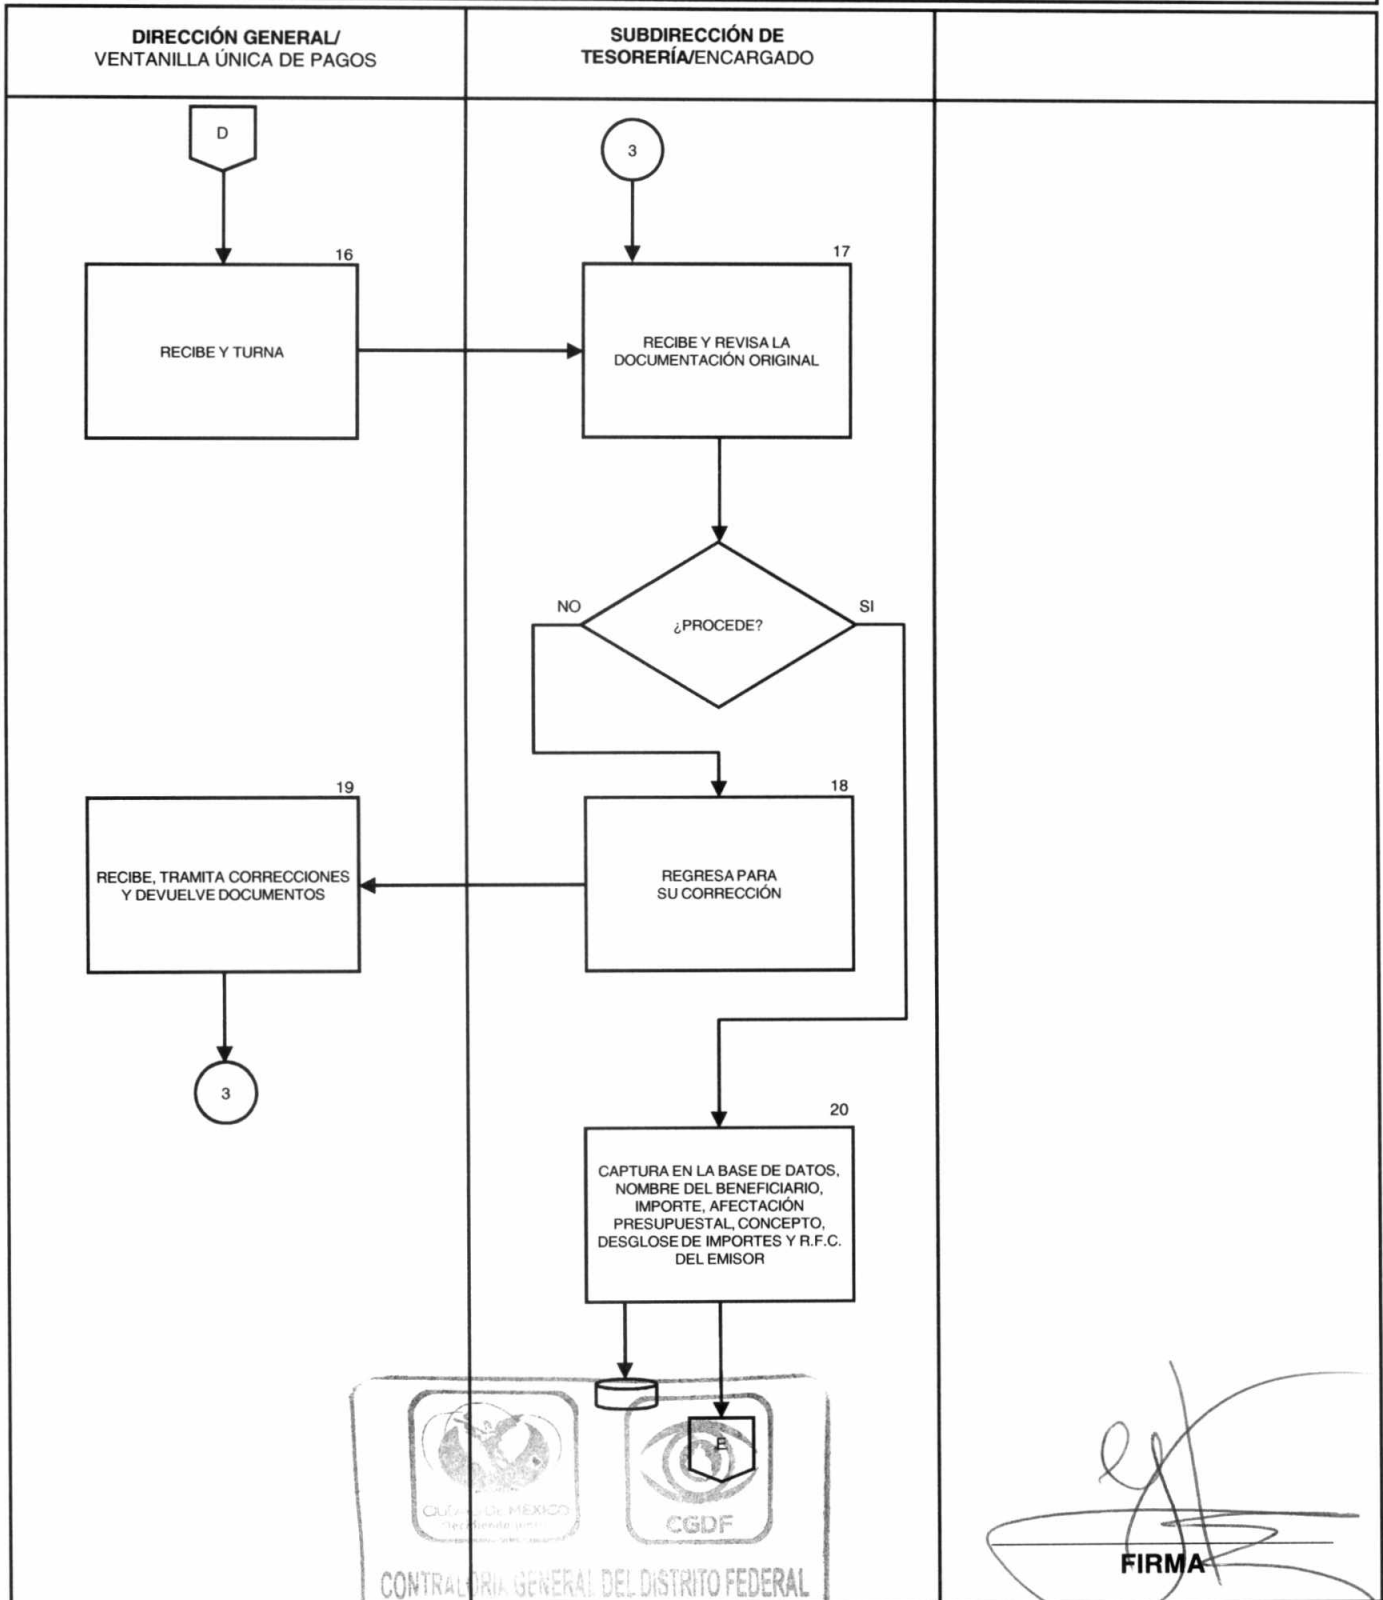 DIRECCIÓN GENERAL/
VENTANILLA ÚNICA DE PAGOS
SUBDIRECCIÓN DE
TESORERÍA/ENCARGADO
D
3
16
RECIBE Y TURNA
17
RECIBE Y REVISA LA
DOCUMENTACIÓN ORIGINAL
NO
¿PROCEDE?
SI
19
RECIBE, TRAMITA CORRECCIONES
Y DEVUELVE DOCUMENTOS
18
REGRESA PARA
SU CORRECCIÓN
3
20
CAPTURA EN LA BASE DE DATOS,
NOMBRE DEL BENEFICIARIO,
IMPORTE, AFECTACIÓN
PRESUPUESTAL, CONCEPTO,
DESGLOSE DE IMPORTES Y R.F.C.
DEL EMISOR
E
DE MÉXICO
CGDF
CONTRALORIA GENERAL DEL DISTRITO FEDERAL
FIRMA